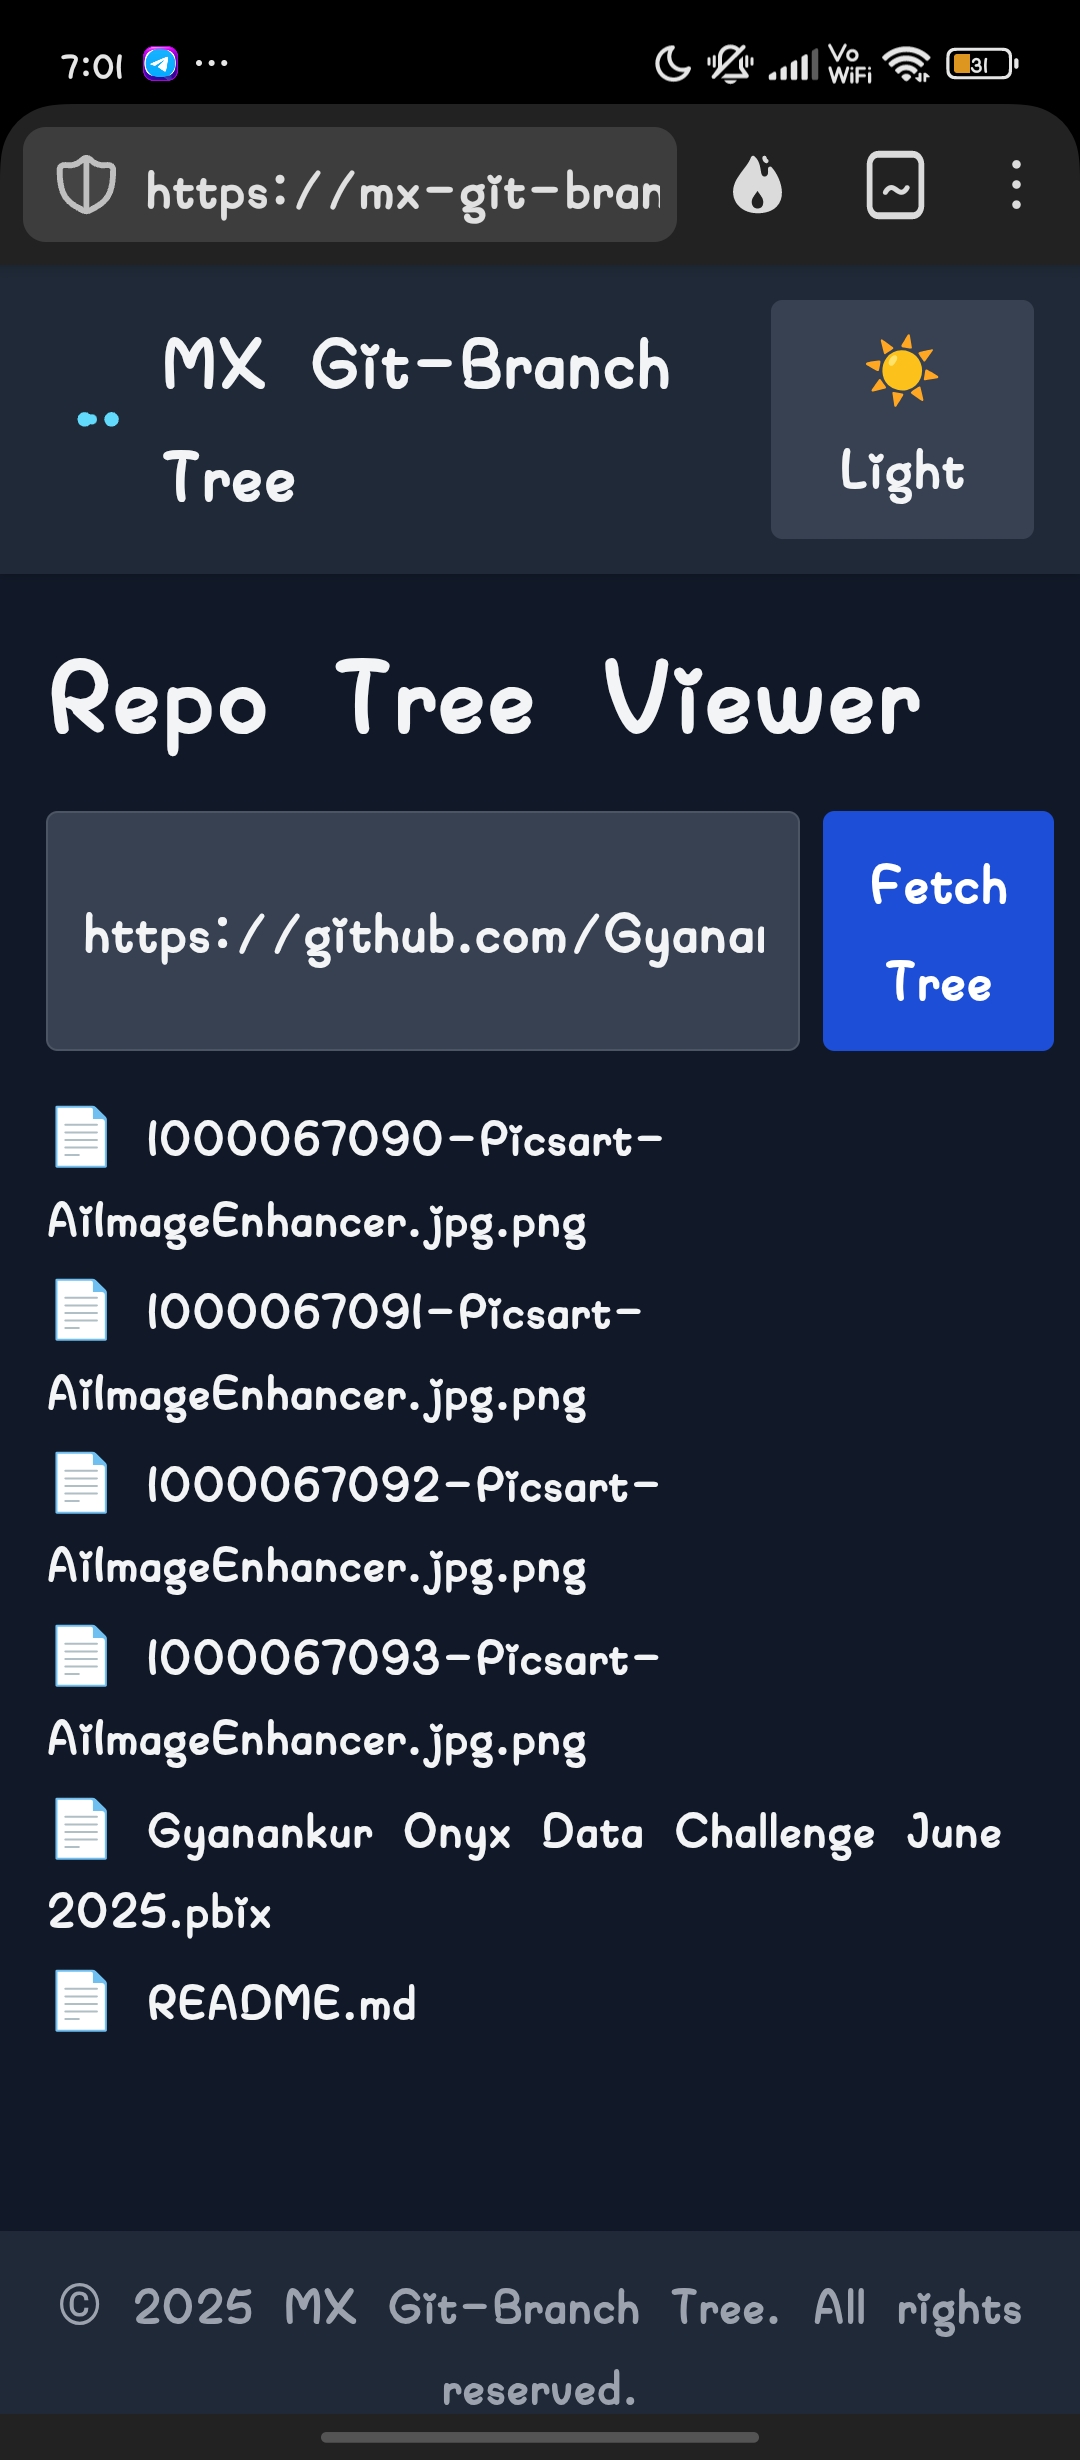 7:01
Vo
WiFi
31
https://mx-git-bran
MX Git-Branch
Tree
Light
Repo Tree Viewer
https://github.com/Gyanan
Fetch
Tree
1000067090-Picsart-
AiImageEnhancer.jpg.png
1000067091-Picsart-
AiImageEnhancer.jpg.png
1000067092-Picsart-
AiImageEnhancer.jpg.png
1000067093-Picsart-
AiImageEnhancer.jpg.png
Gyanankur Onyx Data Challenge June
2025.pbix
README.md
© 2025 MX Git-Branch Tree. All rights
reserved.